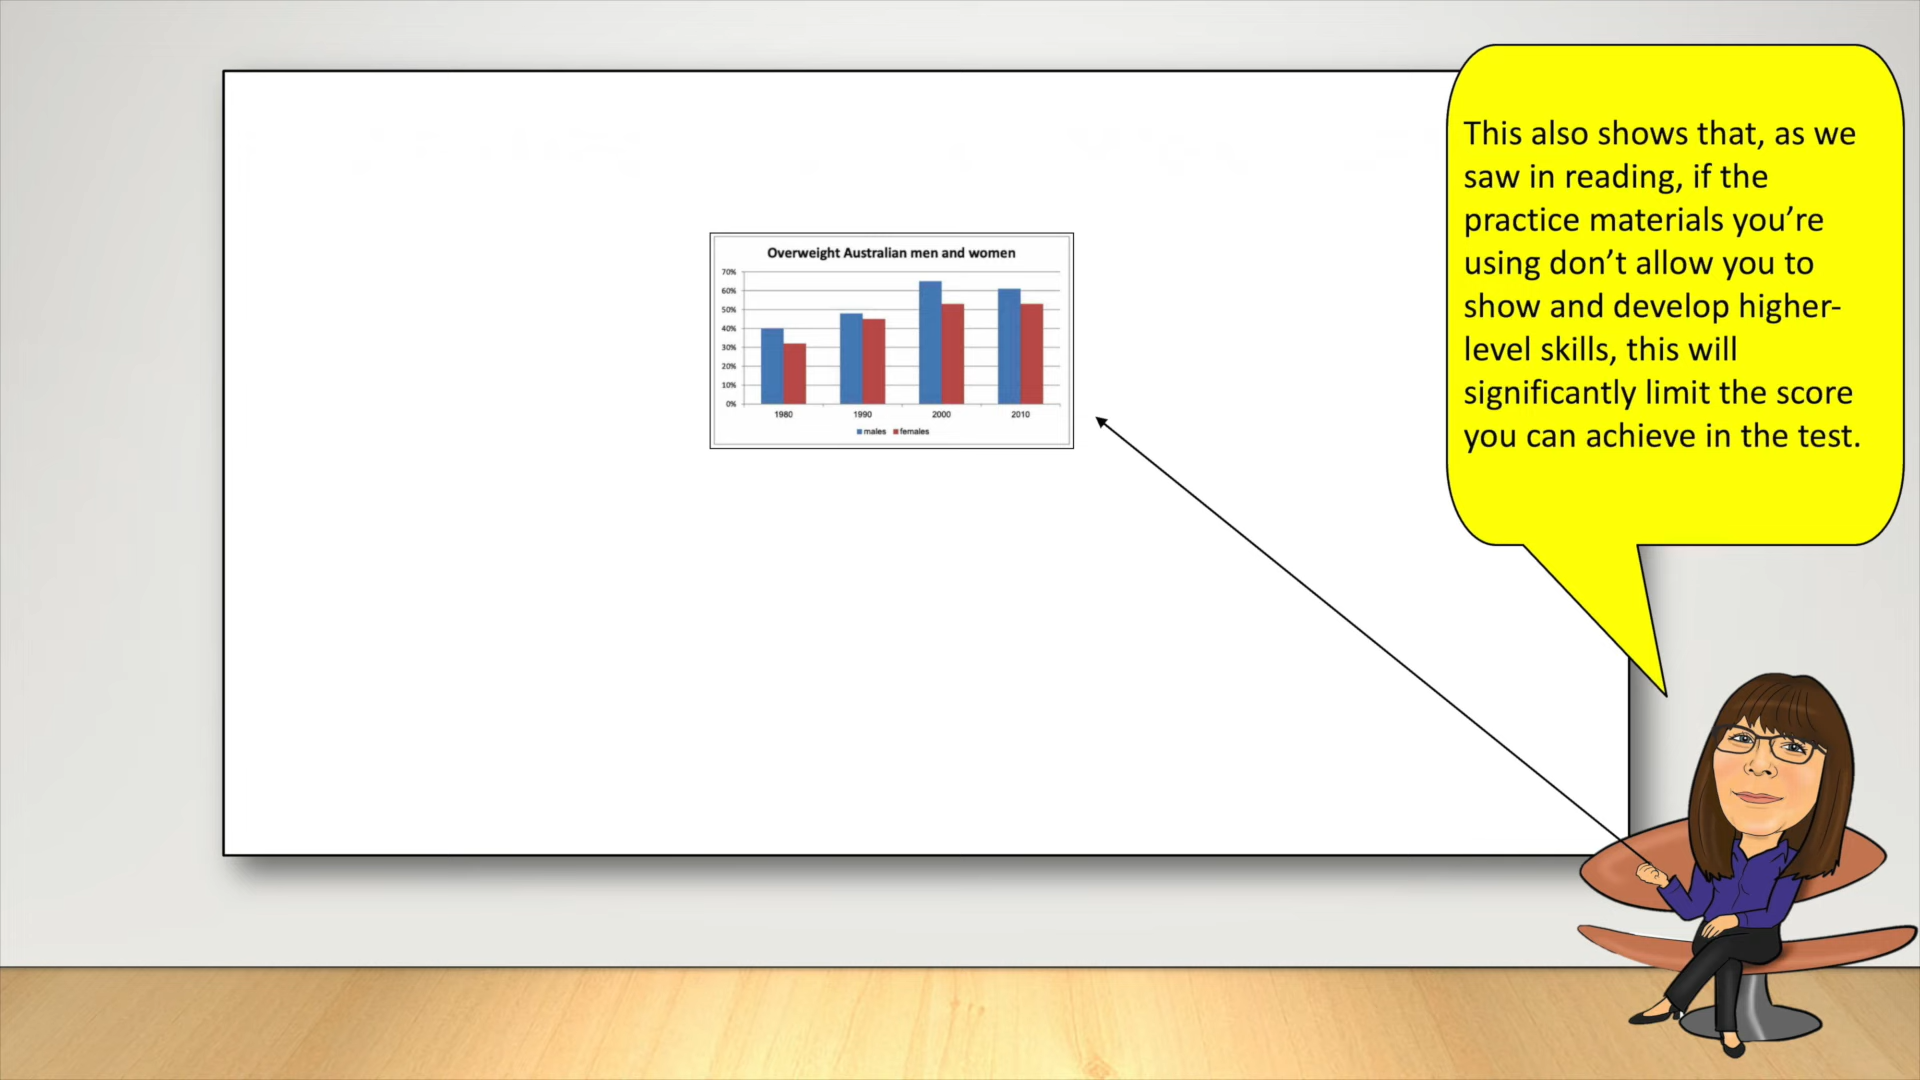 This also shows that, as we
saw in reading, if the
practice materials you’re
using don’t allow you to
show and develop higher-
level skills, this will
significantly limit the score
you can achieve in the test.
Overweight Australian men and women
70%
60%
50%
40%
30%
20%
10%
0%
1980 1990 2000 2010
males females